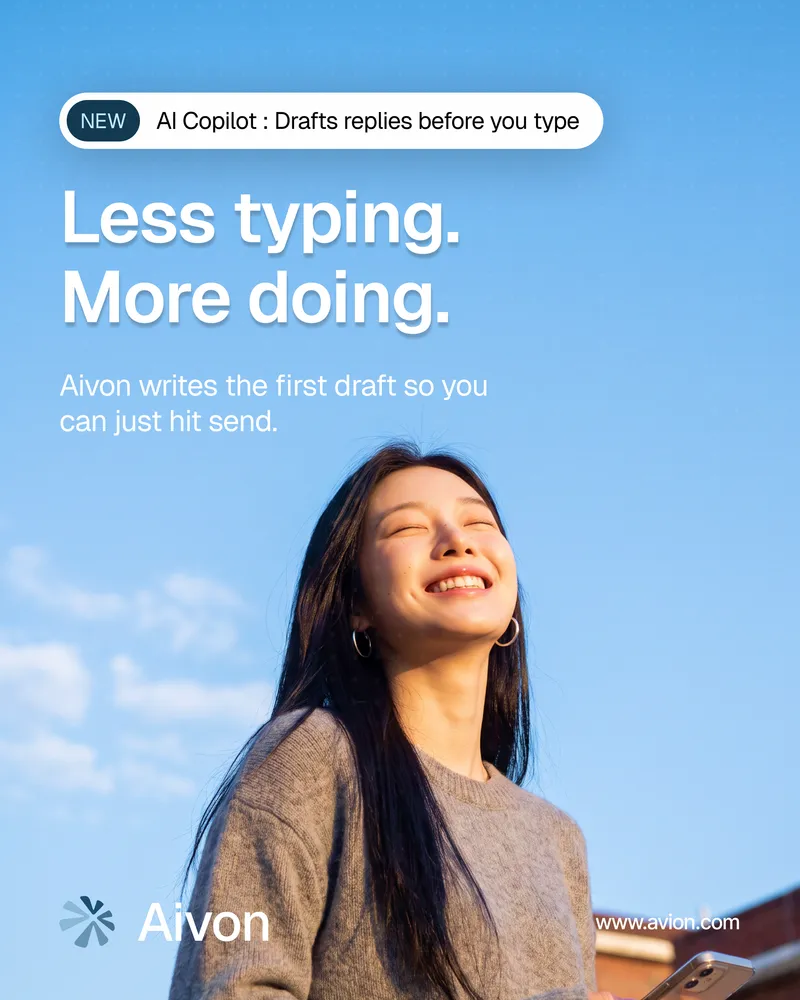 NEW AI Copilot : Drafts replies before you type
Less typing.
More doing.
Aivon writes the first draft so you
can just hit send.
Aivon
www.avion.com